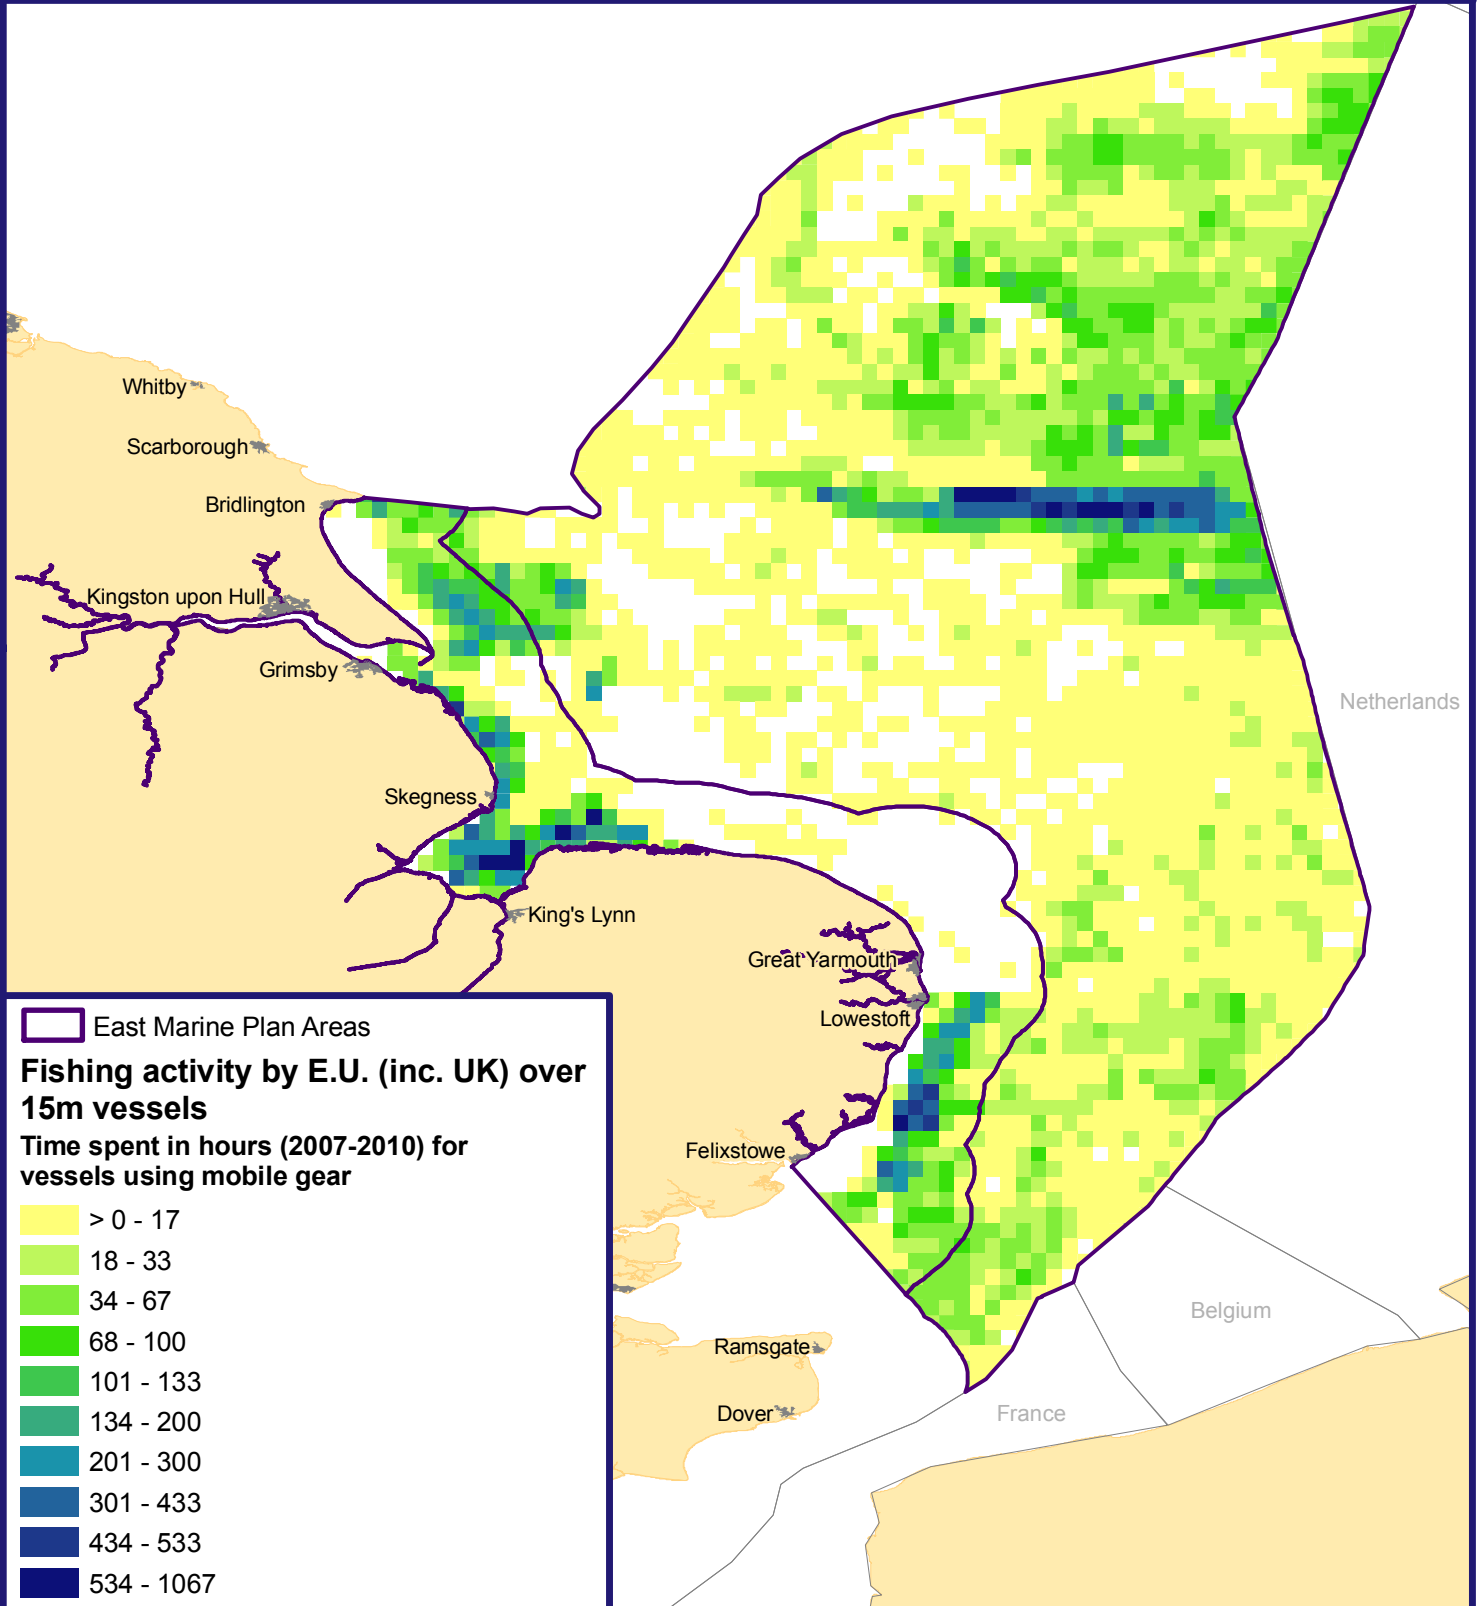 Whitby
Scarborough
Bridlington
Kingston upon Hull
Grimsby
Netherlands
Skegness
King's Lynn
Great Yarmouth
Lowestoft
East Marine Plan Areas
Fishing activity by E.U. (inc. UK) over
15m vessels
Time spent in hours (2007-2010) for
vessels using mobile gear
> 0 - 17
18 - 33
34 - 67
68 - 100
101 - 133
134 - 200
201 - 300
301 - 433
434 - 533
534 - 1067
Felixstowe
Belgium
Ramsgate
Dover
France